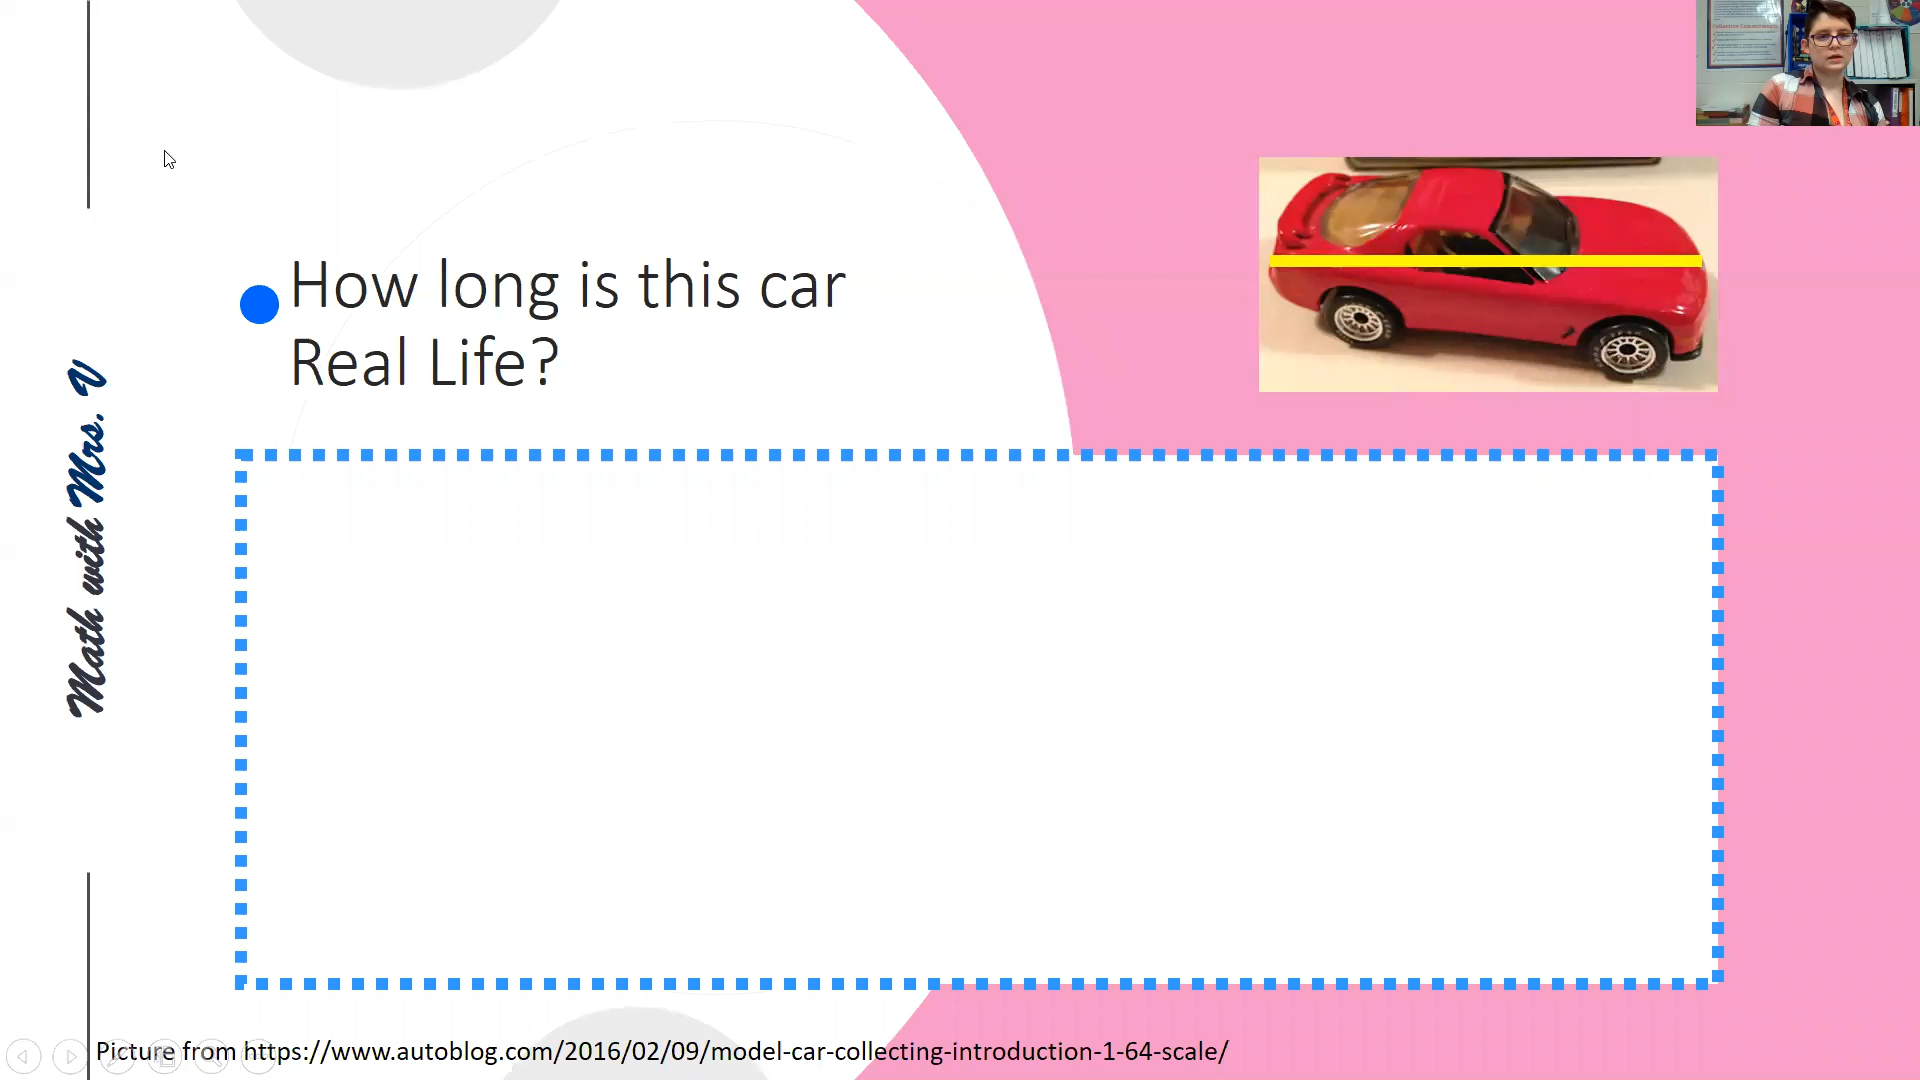 How long is this car
Real Life?
Math with Mrs. V
Picture from https://www.autoblog.com/2016/02/09/model-car-collecting-introduction-1-64-scale/